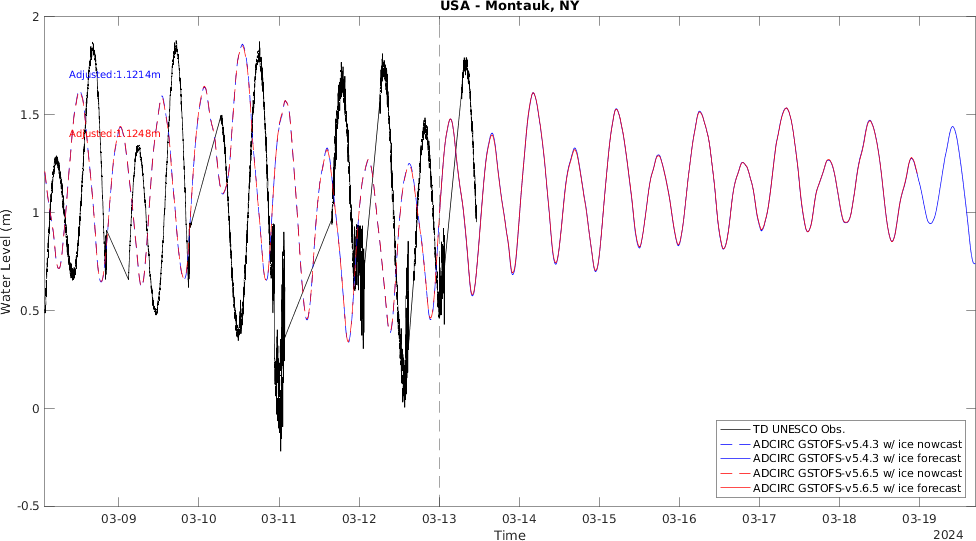 USA - Montauk, NY
2
1.5
1
0.5
0
-0.5
Water Level (m)
Adjusted:1.1214m
Adjusted:1.1248m
TD UNESCO Obs.
ADCIRC GSTOFS-v5.4.3 w/ ice nowcast
ADCIRC GSTOFS-v5.4.3 w/ ice forecast
ADCIRC GSTOFS-v5.6.5 w/ ice nowcast
ADCIRC GSTOFS-v5.6.5 w/ ice forecast
03-09 03-10 03-11 03-12 03-13 03-14 03-15 03-16 03-17 03-18 03-19
Time
2024